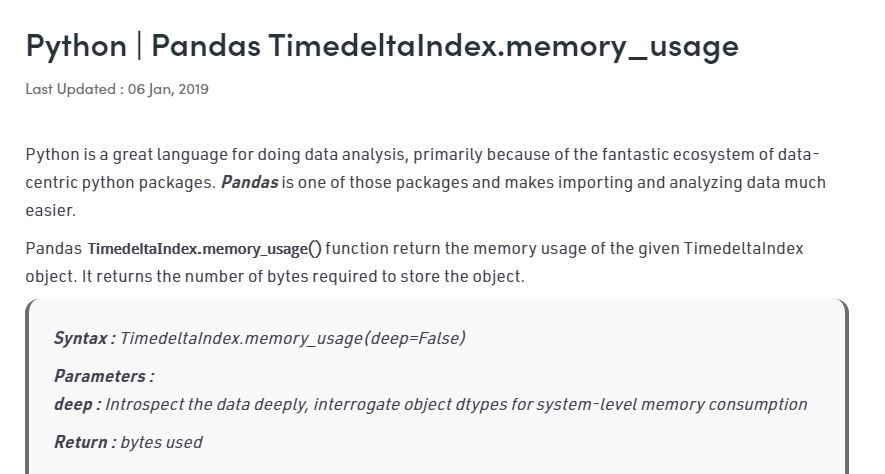 Python | Pandas TimedeltaIndex.memory_usage
Last Updated : 06 Jan, 2019
Python is a great language for doing data analysis, primarily because of the fantastic ecosystem of data-
centric python packages. Pandas is one of those packages and makes importing and analyzing data much
easier.
Pandas TimedeltaIndex.memory_usage() function return the memory usage of the given TimedeltaIndex
object. It returns the number of bytes required to store the object.
Syntax : TimedeltaIndex.memory_usage(deep=False)
Parameters :
deep : Introspect the data deeply, interrogate object dtypes for system-level memory consumption
Return : bytes used